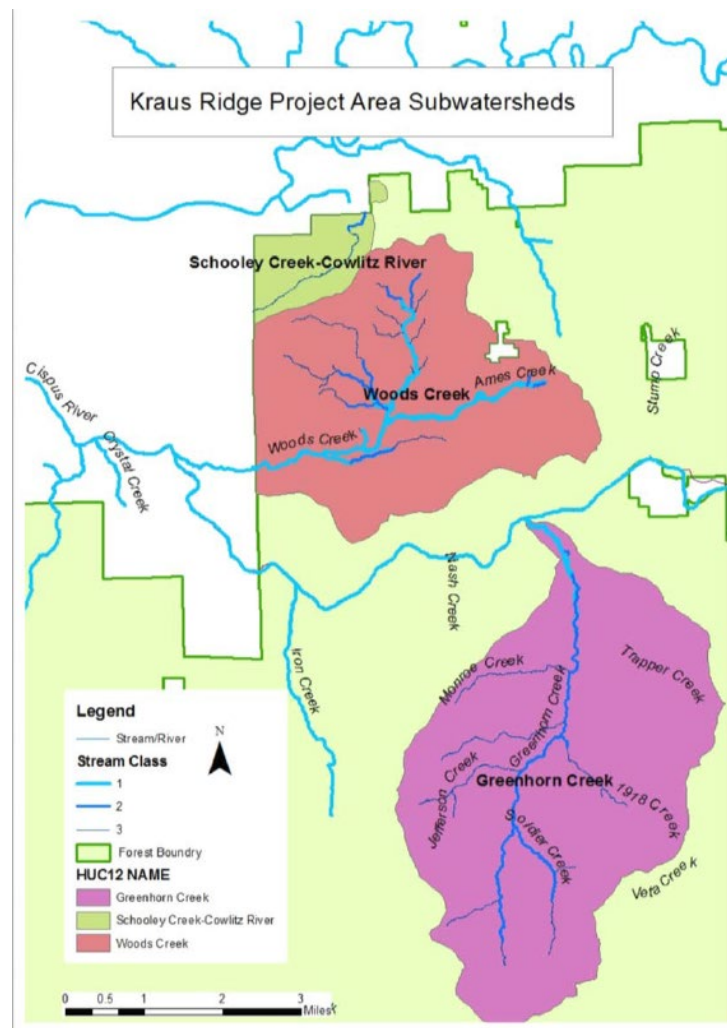 Kraus Ridge Project Area Subwatersheds
Schooley Creek-Cowlitz River
Stump Creek
Cispus River
Ames Creek
Woods Creek
Woods Creek
Crystal Creek
Nash Creek
Iron Creek
Monroe Creek
Trapper Creek
Greenhorn Creek
Greenhorn Creek
Jefferson Creek
1918 Creek
Soldier Creek
Veta Creek
Legend
N
Stream/River
Stream Class
1
2
3
Forest Boundry
HUC12 NAME
Greenhorn Creek
Schooley Creek-Cowlitz River
Woods Creek
0 0.5 1 2 3
Miles